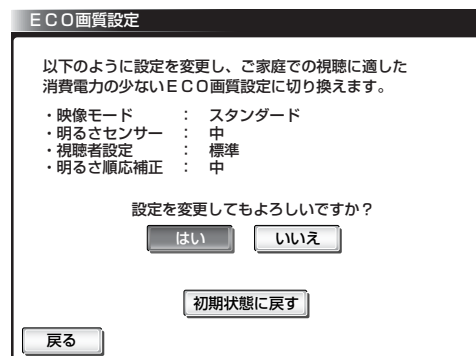 ＥＣＯ画質設定
以下のように設定を変更し、ご家庭での視聴に適した
消費電力の少ないＥＣＯ画質設定に切り換えます。
・映像モード　：　スタンダード
・明るさセンサー　：　中
・視聴者設定　：　標準
・明るさ順応補正　：　中
設定を変更してもよろしいですか？
はい　いいえ
初期状態に戻す
戻る